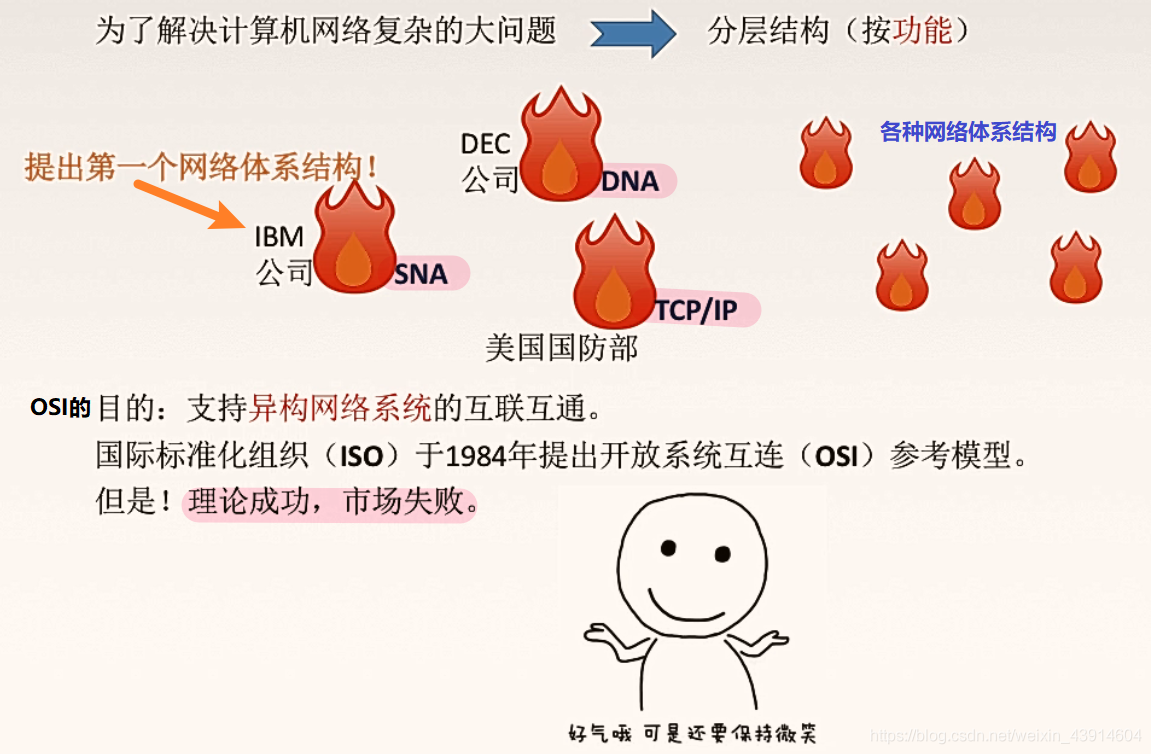 为了解决计算机网络复杂的大问题 分层结构（按功能）
提出第一个网络体系结构！
DEC
公司
DNA
各种网络体系结构
IBM
公司
SNA
TCP/IP
美国国防部
OSI的目的：支持异构网络系统的互联互通。
国际标准化组织（ISO）于1984年提出开放系统互连（OSI）参考模型。
但是！理论成功，市场失败。
好气哦 可是还要保持微笑
https://blog.csdn.net/weixin_43914604